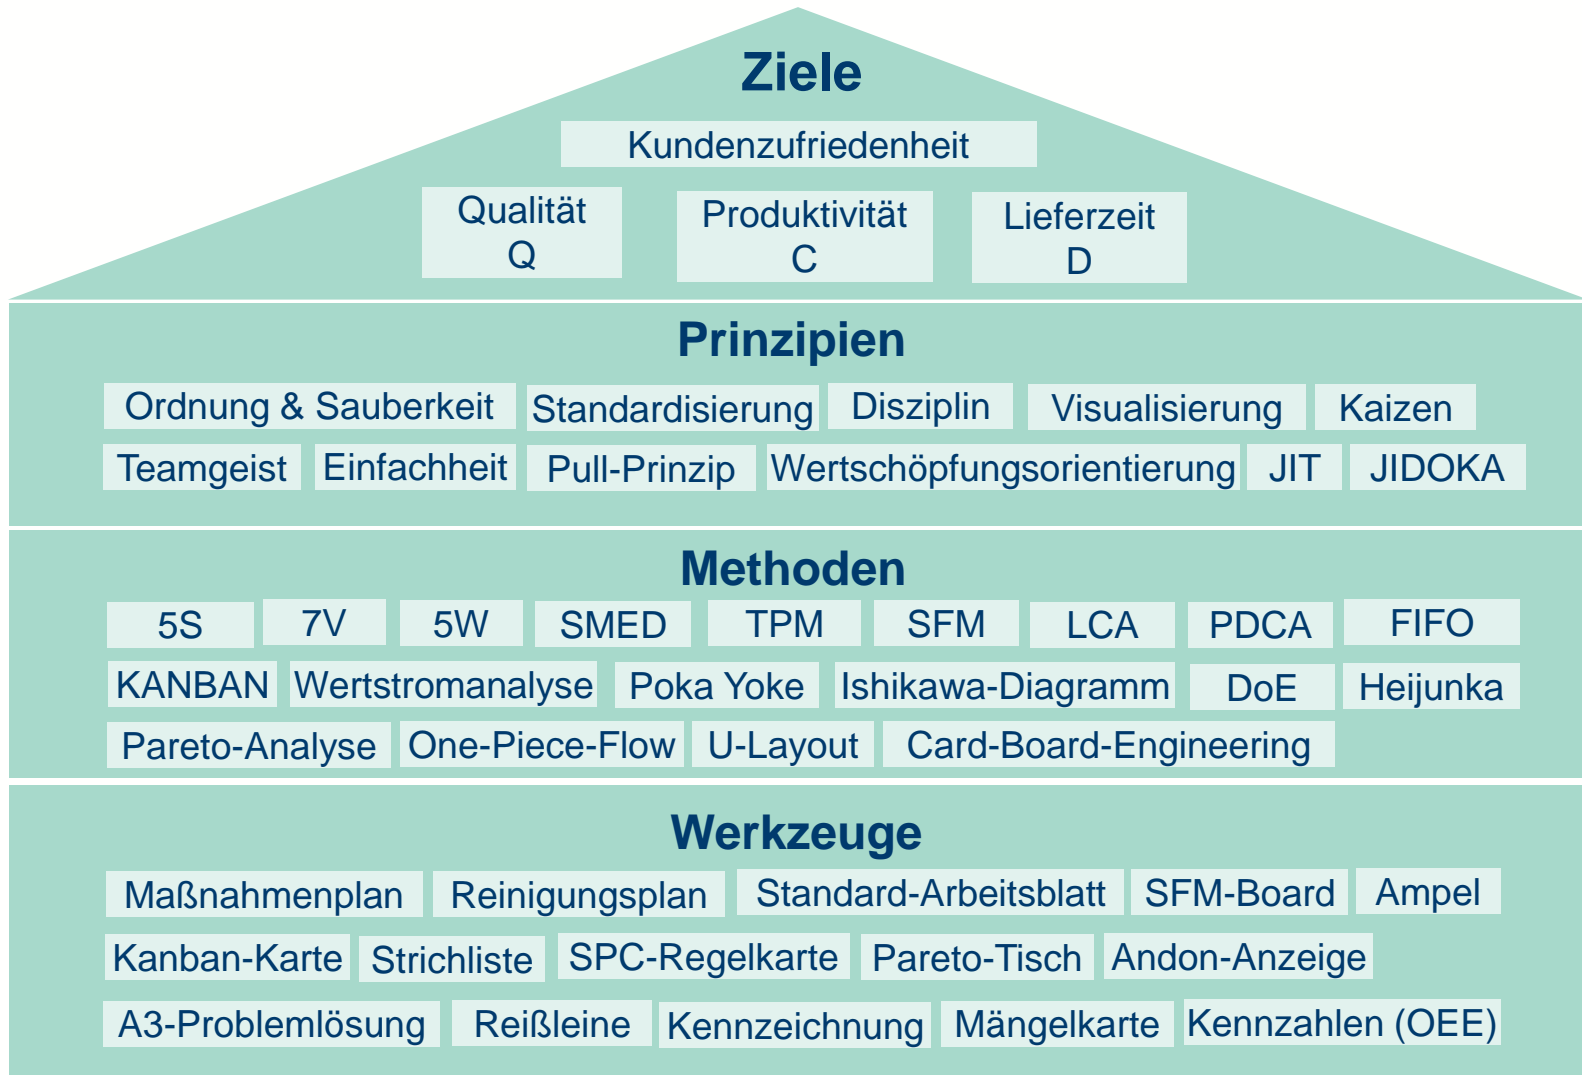 Ziele
Kundenzufriedenheit
Qualität Produktivität Lieferzeit
Q C D
Prinzipien
Ordnung & Sauberkeit Standardisierung Disziplin Visualisierung Kaizen
Teamgeist Einfachheit Pull-Prinzip Wertschöpfungsorientierung JIT JIDOKA
Methoden
5S 7V 5W SMED TPM SFM LCA PDCA FIFO
KANBAN Wertstromanalyse Poka Yoke Ishikawa-Diagramm DoE Heijunka
Pareto-Analyse One-Piece-Flow U-Layout Card-Board-Engineering
Werkzeuge
Maßnahmenplan Reinigungsplan Standard-Arbeitsblatt SFM-Board Ampel
Kanban-Karte Strichliste SPC-Regelkarte Pareto-Tisch Andon-Anzeige
A3-Problemlösung Reißleine Kennzeichnung Mängelkarte Kennzahlen (OEE)